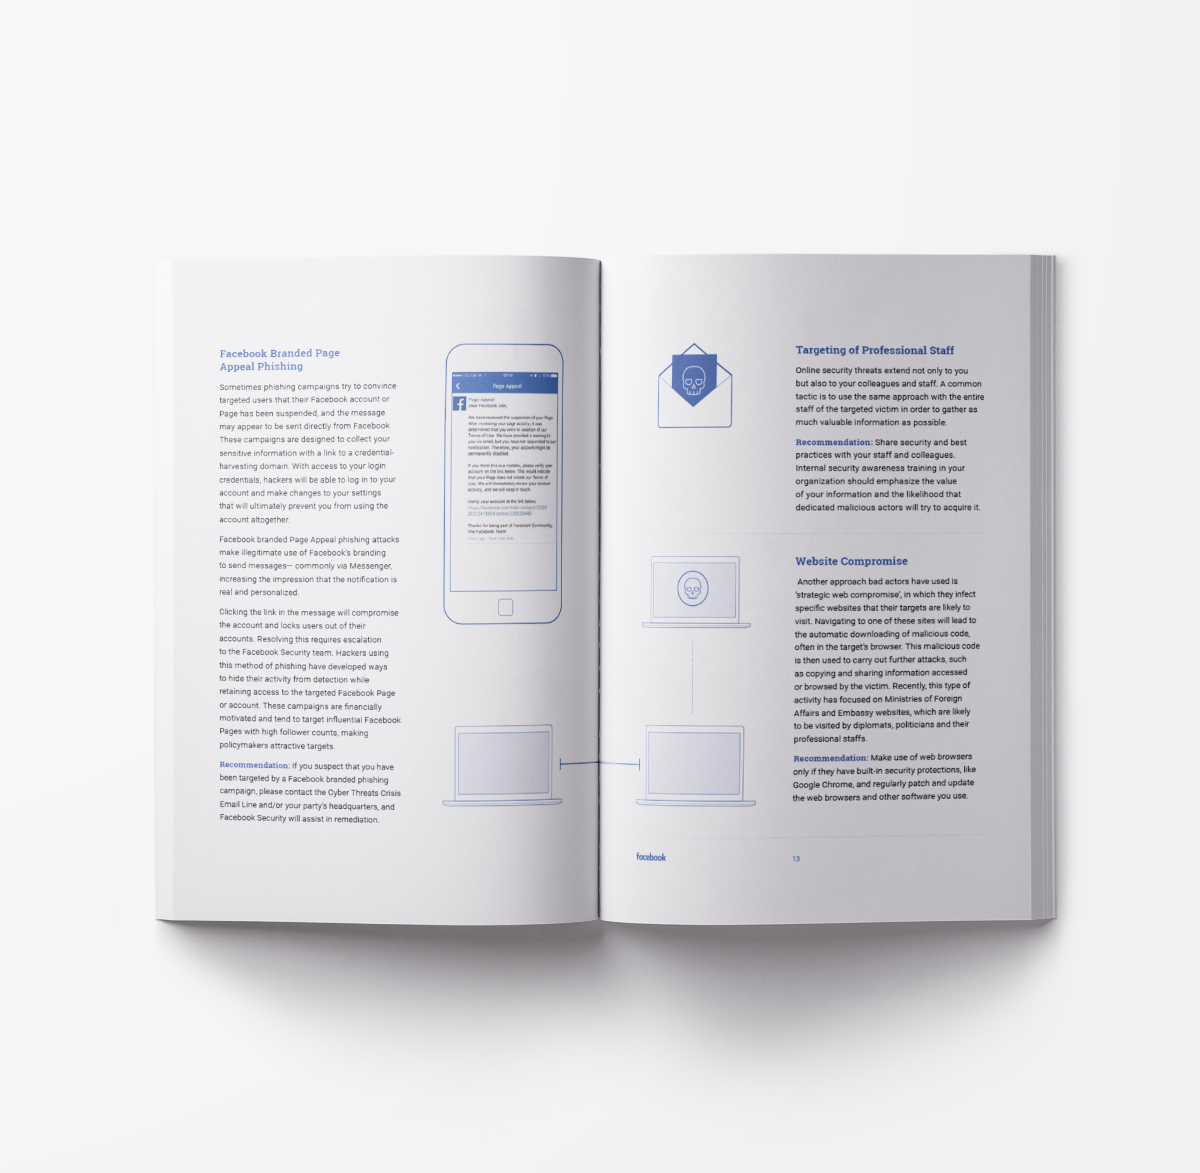 Facebook Branded Page
Appeal Phishing
Sometimes phishing campaigns try to convince
targeted users that their Facebook account or
Page has been suspended, and the message
may appear to be sent directly from Facebook.
These campaigns are designed to collect your
sensitive information with a link to a credential-
harvesting domain. With access to your login
credentials, hackers will be able to log in to your
account and make changes to your settings
that will ultimately prevent you from using the
account altogether.
Facebook branded Page Appeal phishing attacks
make illegitimate use of Facebook's branding
to send messages— commonly via Messenger,
increasing the impression that the notification is
real and personalized.
Clicking the link in the message will compromise
the account and locks users out of their
accounts. Resolving this requires escalation
to the Facebook Security team. Hackers using
this method of phishing have developed ways
to hide their activity from detection while
retaining access to the targeted Facebook Page
or account. These campaigns are financially
motivated and tend to target influential Facebook
Pages with high follower counts, making
policymakers attractive targets.
Recommendation: If you suspect that you have
been targeted by a Facebook branded phishing
campaign, please contact the Cyber Threats Crisis
Email Line and/or your party's headquarters, and
Facebook Security will assist in remediation.
Page Appeal
Page Appeal
Dear Facebook user,
We have reviewed the suspension of your Page.
After reviewing your page activity, it was
determined that you were in violation of our
Terms of Use. We have provided a warning to
you via email, but you have not responded to our
notification. Therefore, your account might be
permanently disabled.
If you think this is a mistake, please verify your
account on the link below. This would indicate
that your Page does not violate our Terms of
Use. We will immediately review your account
activity, and we will keep in touch.
Verify your account at the link below:
Thanks for being part of Facebook Community,
The Facebook Team
Targeting of Professional Staff
Online security threats extend not only to you
but also to your colleagues and staff. A common
tactic is to use the same approach with the entire
staff of the targeted victim in order to gather as
much valuable information as possible.
Recommendation: Share security and best
practices with your staff and colleagues.
Internal security awareness training in your
organization should emphasize the value
of your information and the likelihood that
dedicated malicious actors will try to acquire it.
Website Compromise
Another approach bad actors have used is
'strategic web compromise', in which they infect
specific websites that their targets are likely to
visit. Navigating to one of these sites will lead to
the automatic downloading of malicious code,
often in the target's browser. This malicious code
is then used to carry out further attacks, such
as copying and sharing information accessed
or browsed by the victim. Recently, this type of
activity has focused on Ministries of Foreign
Affairs and Embassy websites, which are likely
to be visited by diplomats, politicians and their
professional staffs.
Recommendation: Make use of web browsers
only if they have built-in security protections, like
Google Chrome, and regularly patch and update
the web browsers and other software you use.
facebook
13